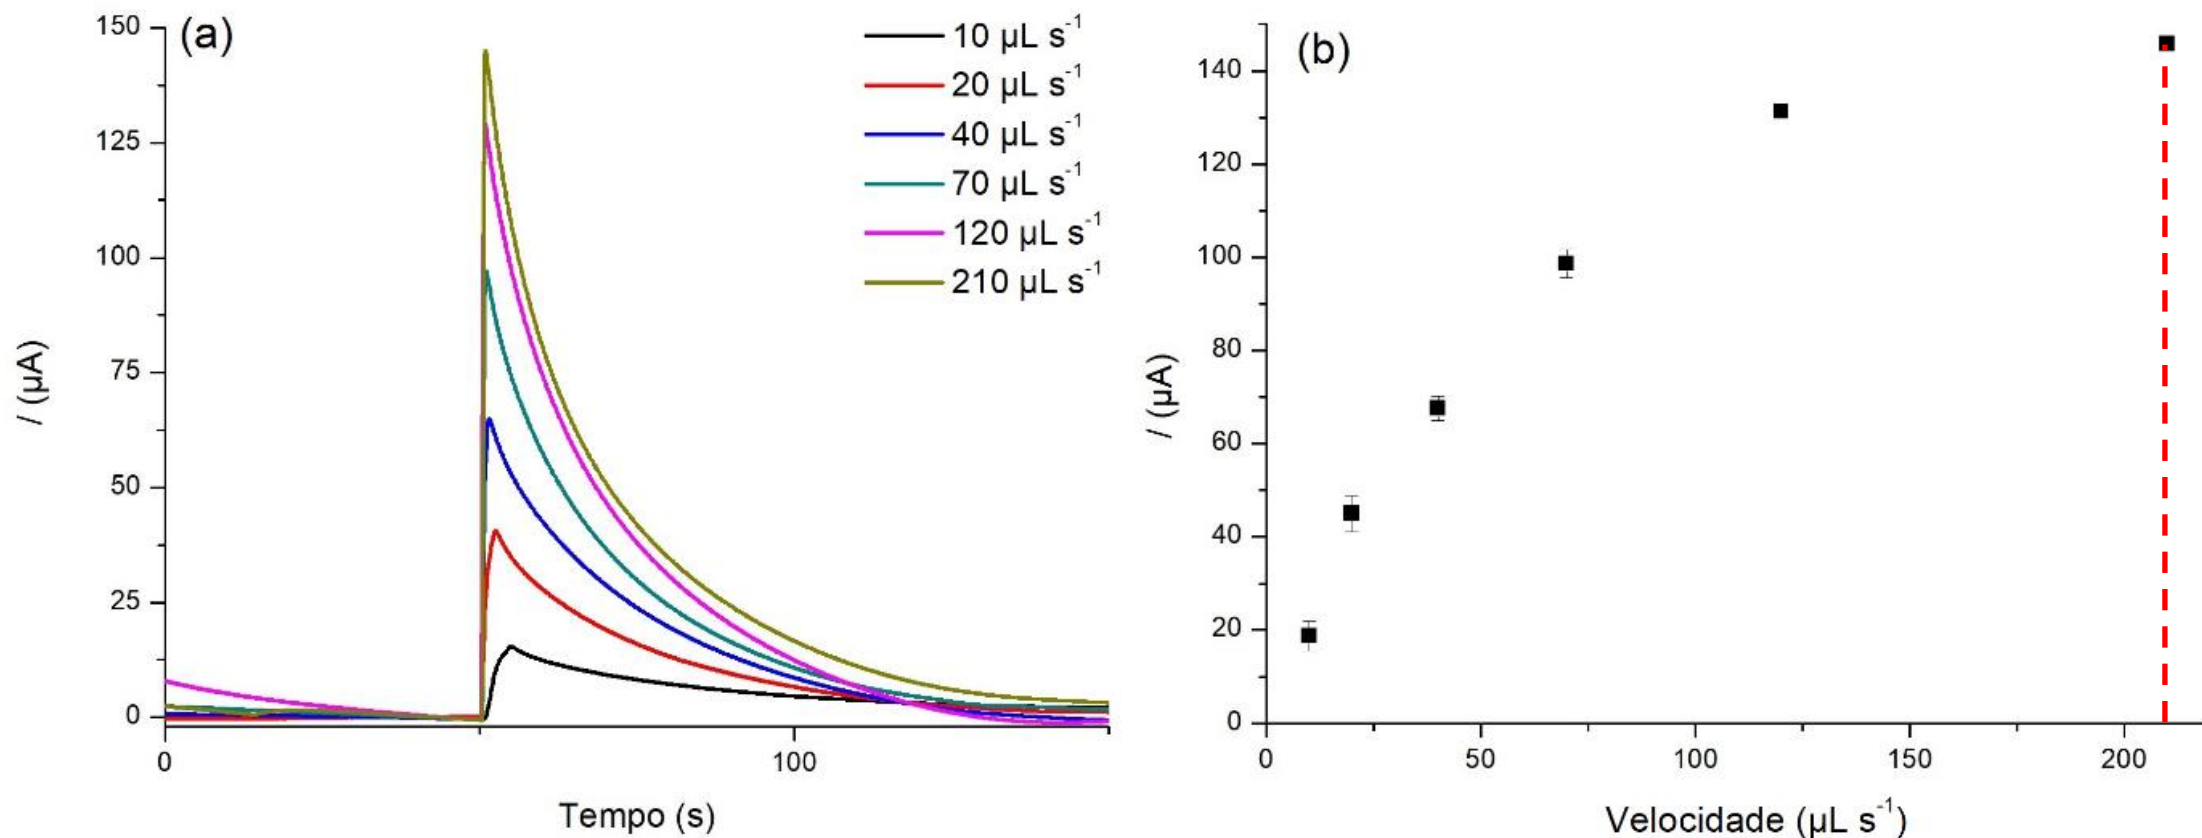 (a)
10 µL s⁻¹
20 µL s⁻¹
40 µL s⁻¹
70 µL s⁻¹
120 µL s⁻¹
210 µL s⁻¹
150
125
100
75
50
25
0
I (µA)
0
100
Tempo (s)
(b)
140
120
100
80
60
40
20
0
I (µA)
0
50
100
150
200
Velocidade (µL s⁻¹)